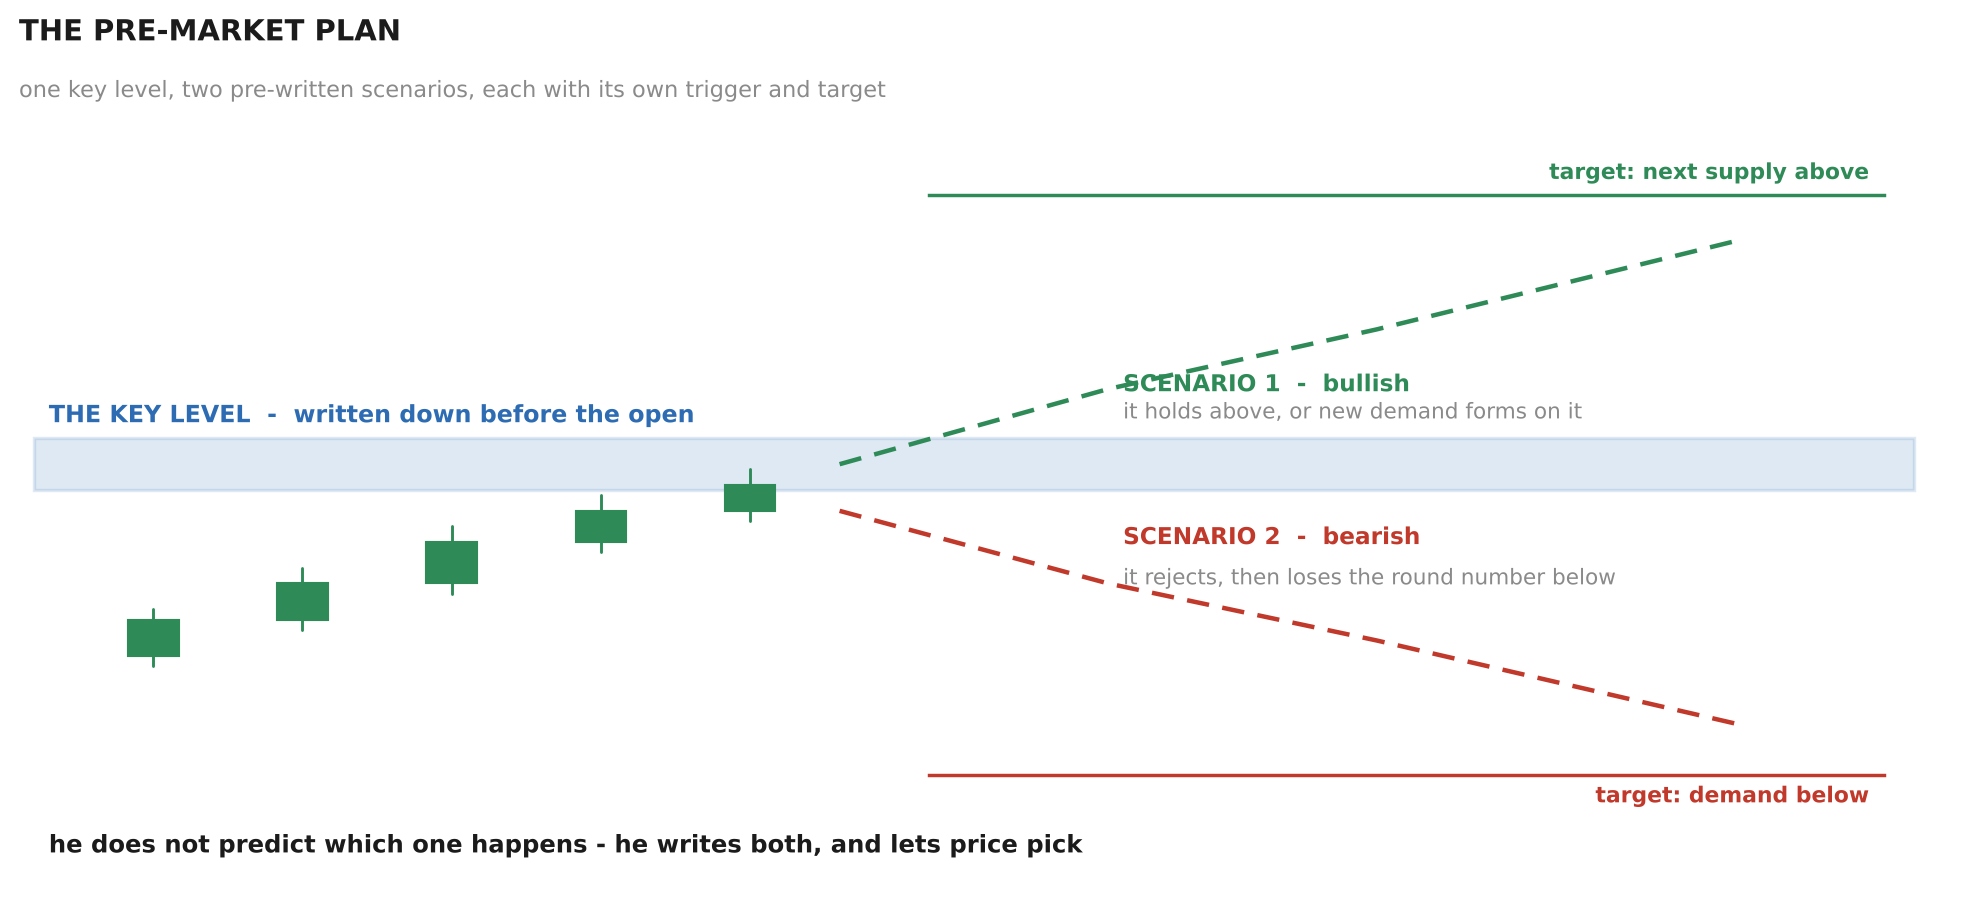 THE PRE-MARKET PLAN
one key level, two pre-written scenarios, each with its own trigger and target
target: next supply above
SCENARIO 1 - bullish
it holds above, or new demand forms on it
THE KEY LEVEL - written down before the open
SCENARIO 2 - bearish
it rejects, then loses the round number below
target: demand below
he does not predict which one happens - he writes both, and lets price pick